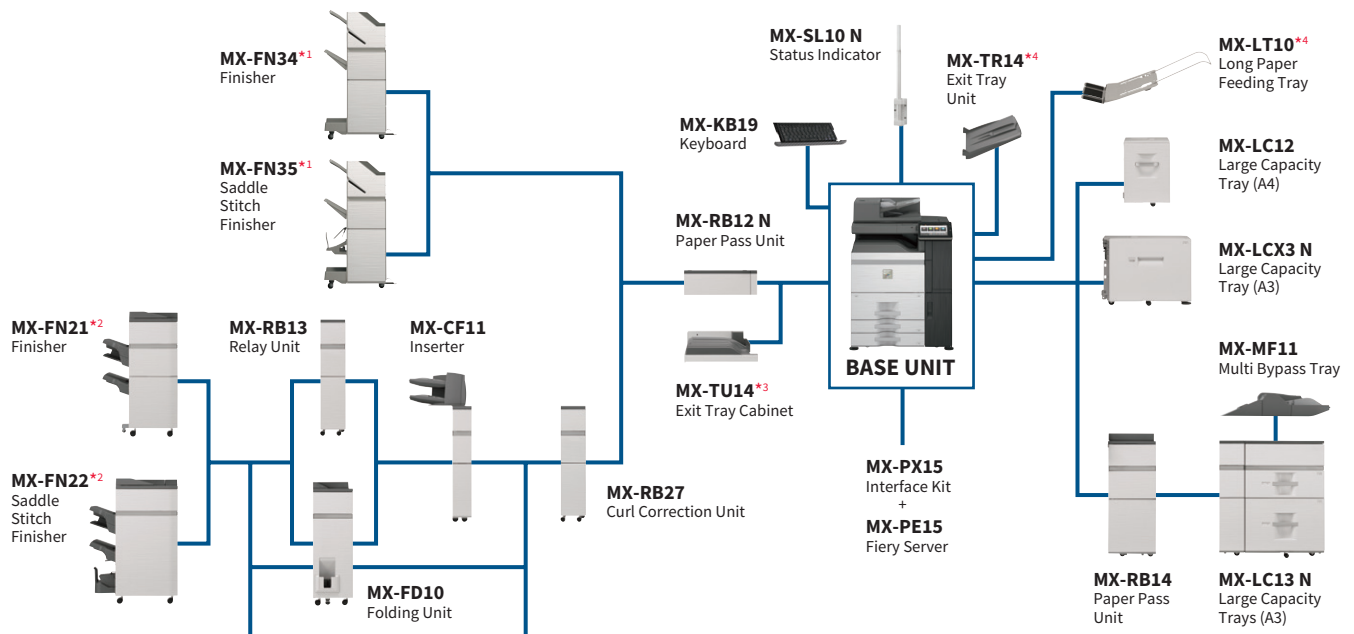 MX-FN34*1
Finisher
MX-FN35*1
Saddle
Stitch
Finisher
MX-SL10 N
Status Indicator
MX-TR14*4
Exit Tray
Unit
MX-LT10*4
Long Paper
Feeding Tray
MX-KB19
Keyboard
MX-LC12
Large Capacity
Tray (A4)
MX-RB12 N
Paper Pass Unit
MX-LCX3 N
Large Capacity
Tray (A3)
MX-FN21*2
Finisher
MX-RB13
Relay Unit
MX-CF11
Inserter
MX-TU14*3
Exit Tray Cabinet
BASE UNIT
MX-MF11
Multi Bypass Tray
MX-FN22*2
Saddle
Stitch
Finisher
MX-RB27
Curl Correction Unit
MX-PX15
Interface Kit
+
MX-PE15
Fiery Server
MX-FD10
Folding Unit
MX-RB14
Paper Pass
Unit
MX-LC13 N
Large Capacity
Trays (A3)